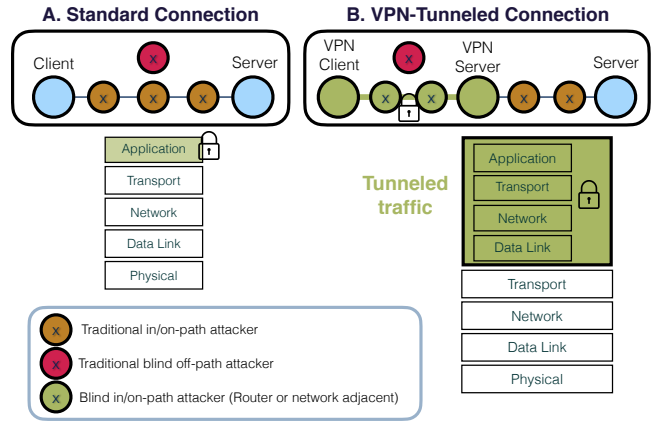 A. Standard Connection
Client
Server
x
x
x
x
Application
Transport
Network
Data Link
Physical
B. VPN-Tunneled Connection
VPN
Client
VPN
Server
Server
x
x
x
x
x
Tunneled
traffic
Application
Transport
Network
Data Link
Transport
Network
Data Link
Physical
x Traditional in/on-path attacker
x Traditional blind off-path attacker
x Blind in/on-path attacker (Router or network adjacent)